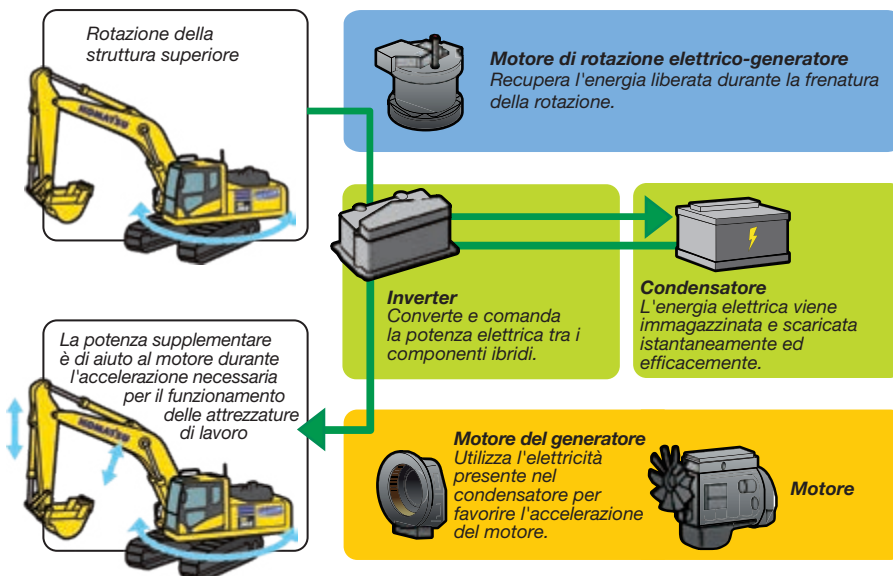 Rotazione della
struttura superiore
KOMATSU
Motore di rotazione elettrico-generatore
Recupera l'energia liberata durante la frenatura
della rotazione.
Inverter
Converte e comanda
la potenza elettrica tra i
componenti ibridi.
Condensatore
L'energia elettrica viene
immagazzinata e scaricata
istantaneamente ed
efficacemente.
La potenza supplementare
è di aiuto al motore durante
l'accelerazione necessaria
per il funzionamento
delle attrezzature
di lavoro
KOMATSU
Motore del generatore
Utilizza l'elettricità
presente nel
condensatore per
favorire l'accelerazione
del motore.
Motore